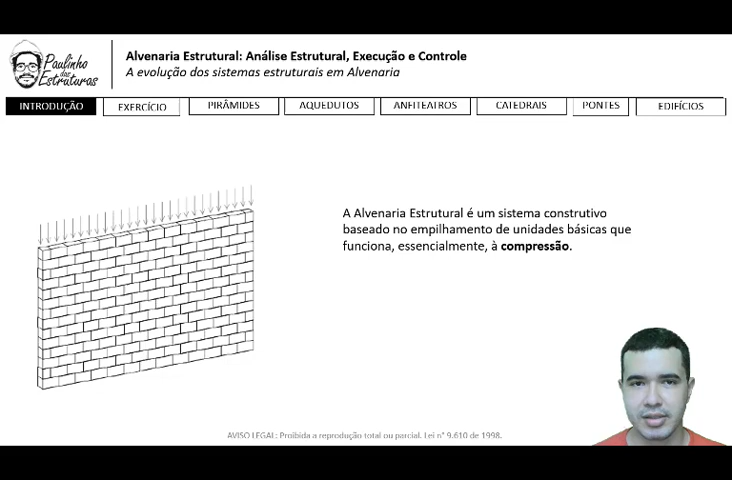 Paulinho
das
Estruturas
Alvenaria Estrutural: Análise Estrutural, Execução e Controle
A evolução dos sistemas estruturais em Alvenaria
INTRODUÇÃO
EXERCÍCIO
PIRÂMIDES
AQUEDUTOS
ANFITEATROS
CATEDRAIS
PONTES
EDIFÍCIOS
A Alvenaria Estrutural é um sistema construtivo
baseado no empilhamento de unidades básicas que
funciona, essencialmente, à compressão.
AVISO LEGAL: Proibida a reprodução total ou parcial. Lei n° 9.610 de 1998.